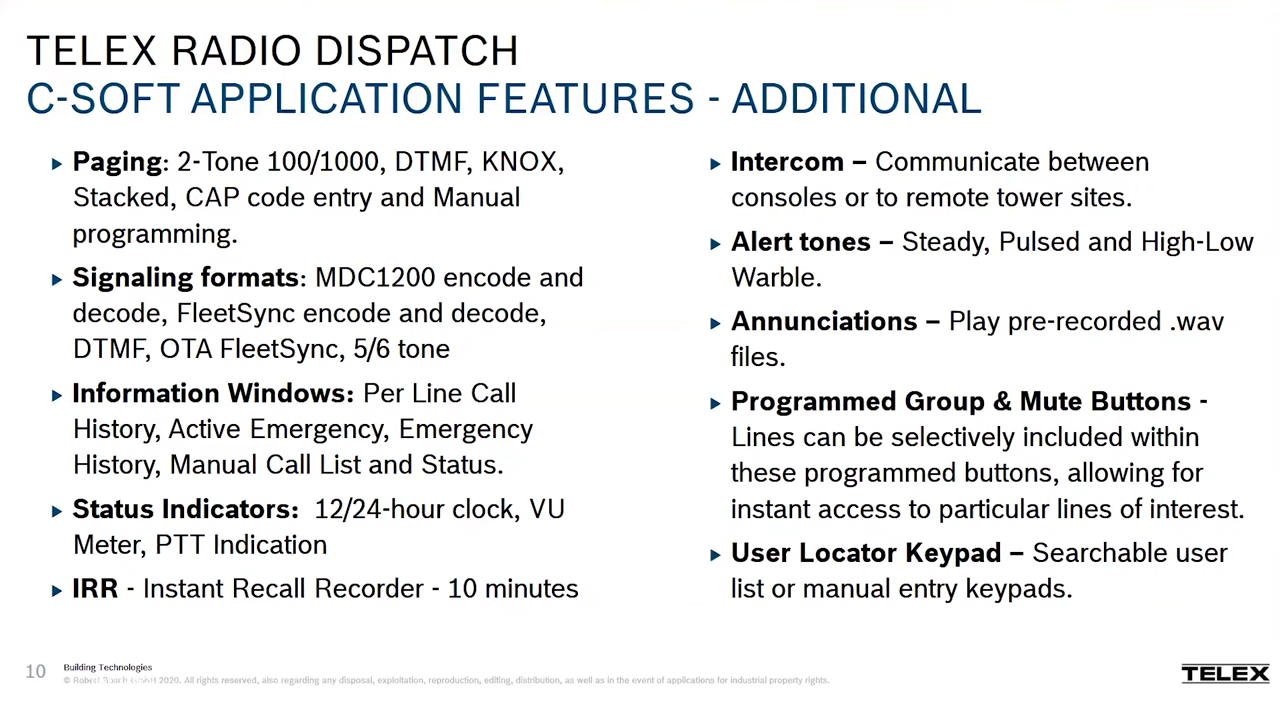 TELEX RADIO DISPATCH
C-SOFT APPLICATION FEATURES - ADDITIONAL
Paging: 2-Tone 100/1000, DTMF, KNOX,
Stacked, CAP code entry and Manual
programming.
Signaling formats: MDC1200 encode and
decode, FleetSync encode and decode,
DTMF, OTA FleetSync, 5/6 tone
Information Windows: Per Line Call
History, Active Emergency, Emergency
History, Manual Call List and Status.
Status Indicators: 12/24-hour clock, VU
Meter, PTT Indication
IRR - Instant Recall Recorder - 10 minutes
Intercom – Communicate between
consoles or to remote tower sites.
Alert tones – Steady, Pulsed and High-Low
Warble.
Annunciations – Play pre-recorded .wav
files.
Programmed Group & Mute Buttons -
Lines can be selectively included within
these programmed buttons, allowing for
instant access to particular lines of interest.
User Locator Keypad – Searchable user
list or manual entry keypads.
10
Building Technologies
© Robert Bosch GmbH 2020. All rights reserved, also regarding any disposal, exploitation, reproduction, editing, distribution, as well as in the event of applications for industrial property rights.
TELEX